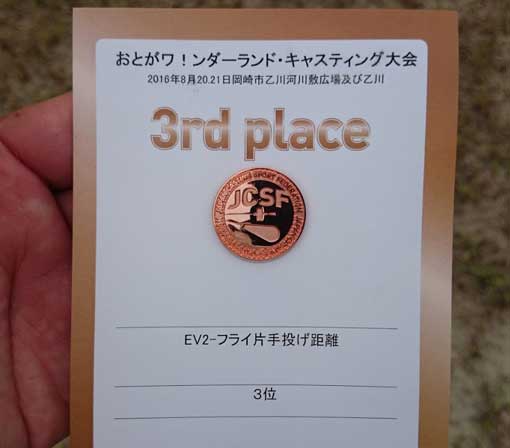 おとがワ!ンダーランド・キャスティング大会
2016年8月20.21日岡崎市乙川河川敷広場及び乙川
3rd place
JCSF
EV2-フライ片手投げ距離
3位